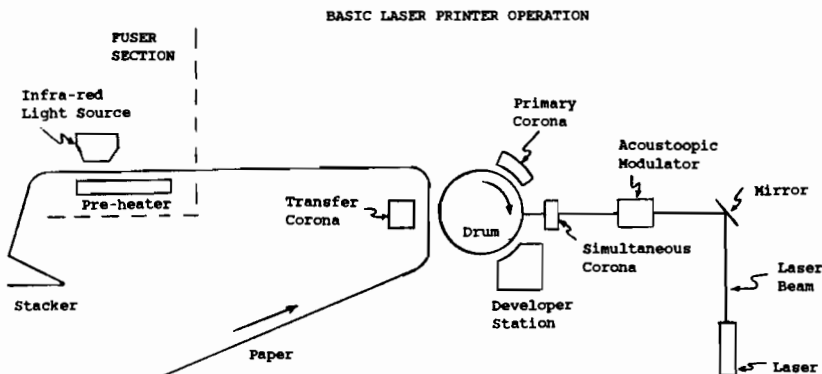 BASIC LASER PRINTER OPERATION
FUSER
SECTION
Infra-red
Light Source
Pre-heater
Stacker
Paper
Transfer
Corona
Drum
Primary
Corona
Developer
Station
Simultaneous
Corona
Acoustoopic
Modulator
Mirror
Laser
Beam
Laser